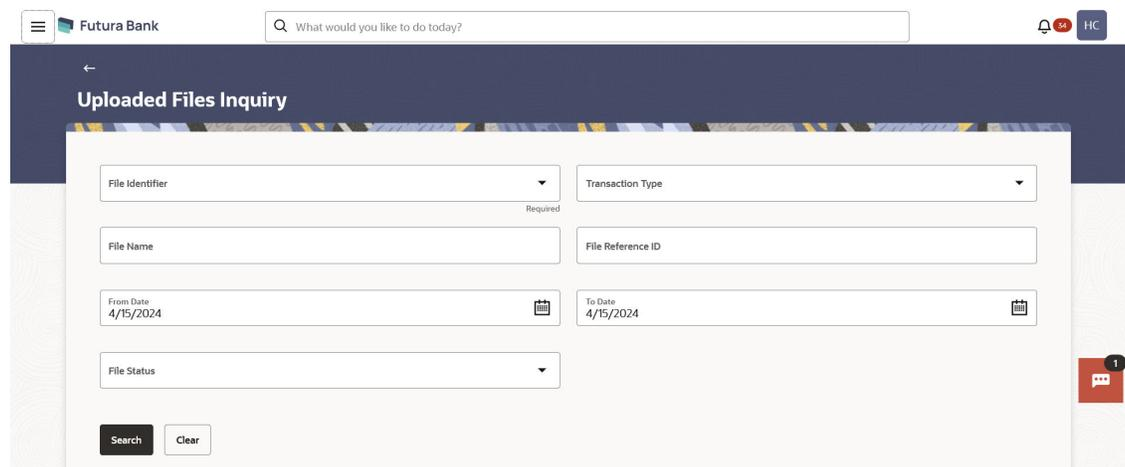 Futura Bank
What would you like to do today?
34
HC
Uploaded Files Inquiry
File Identifier
Transaction Type
Required
File Name
File Reference ID
From Date
4/15/2024
To Date
4/15/2024
File Status
1
Search
Clear